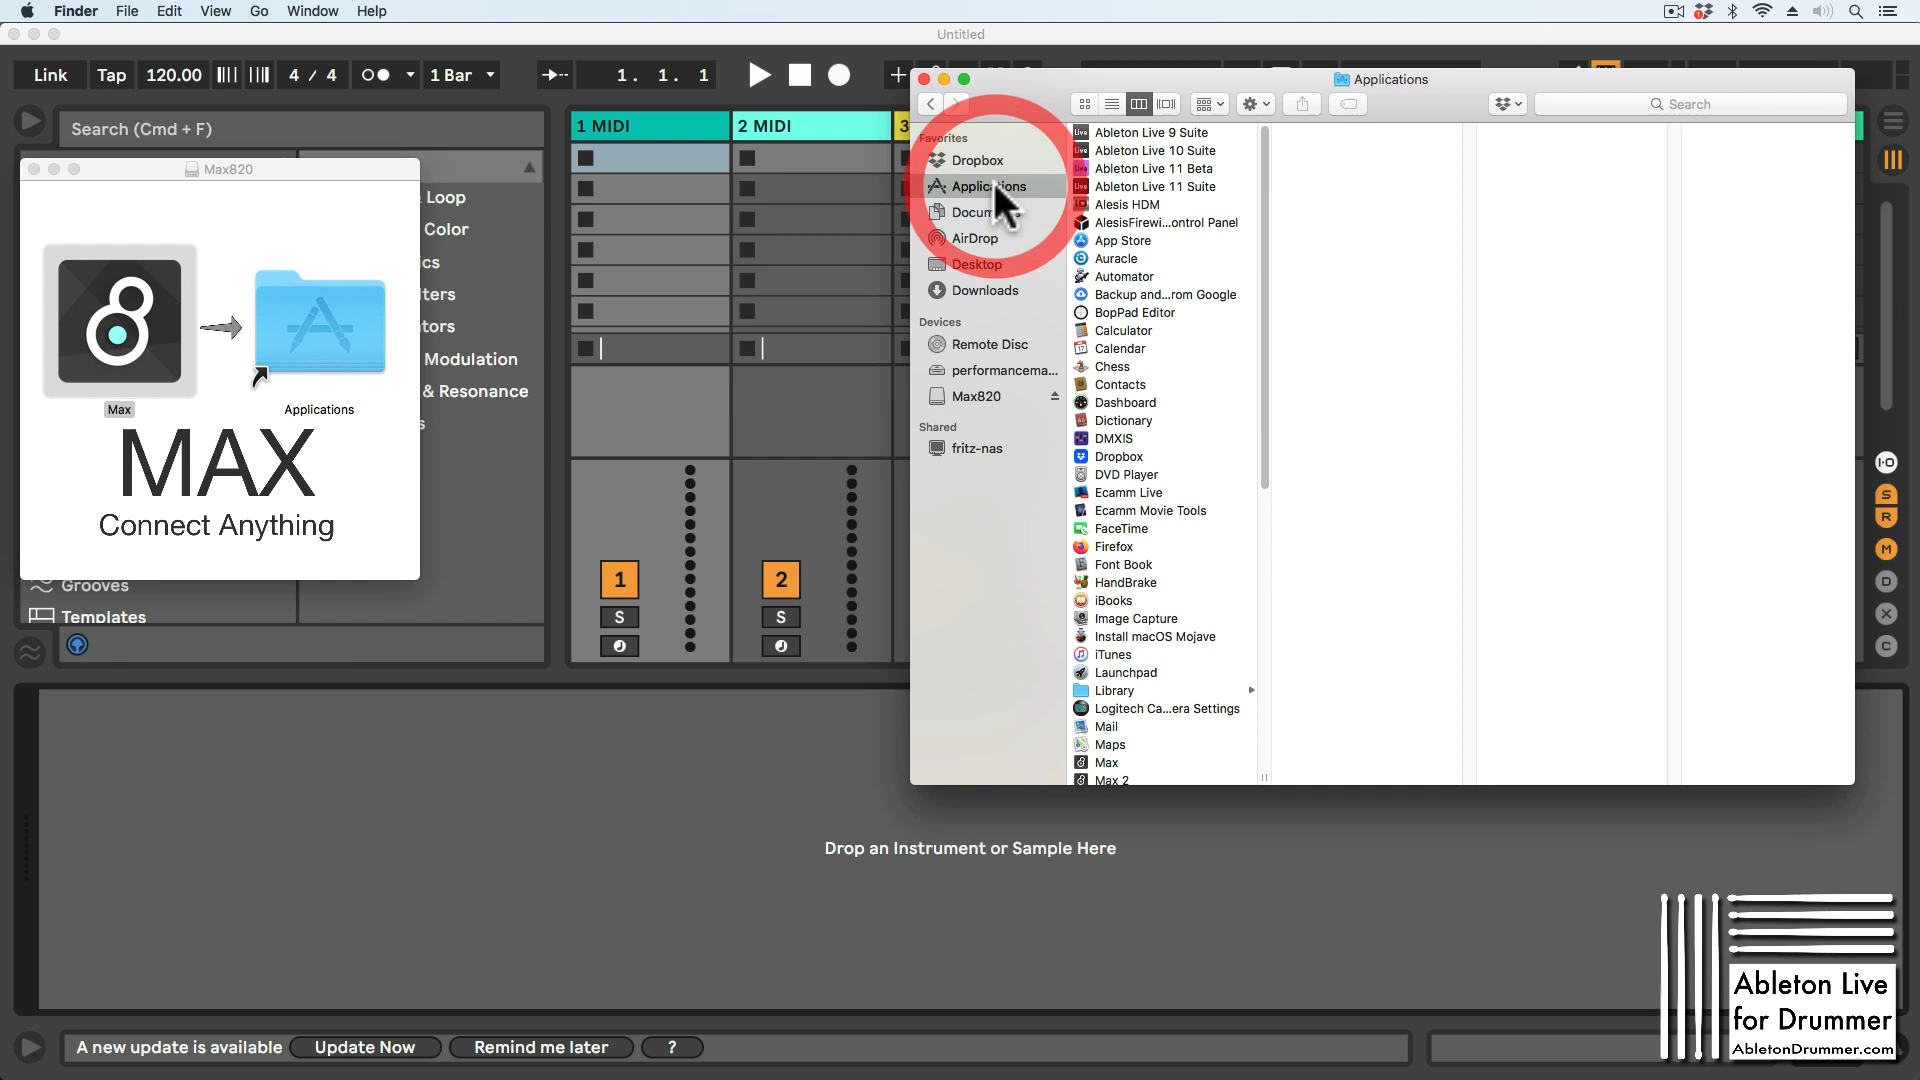 Finder File Edit View Go Window Help
Untitled
Link Tap 120.00 4 / 4 1 Bar 1. 1. 1
Search (Cmd + F)
Max820
Loop
Color
ics
lters
tors
Modulation
& Resonance
s
Max
Applications
MAX
Connect Anything
Grooves
Templates
1 MIDI 2 MIDI 3
1 2
S S
Applications
Search
Favorites
Dropbox
Applications
AirDrop
Desktop
Downloads
Devices
Remote Disc
performancema...
Max820
Shared
fritz-nas
Ableton Live 9 Suite
Ableton Live 10 Suite
Ableton Live 11 Beta
Ableton Live 11 Suite
Alesis HDM
AlesisFirewi...ontrol Panel
App Store
Auracle
Automator
Backup and...rom Google
BopPad Editor
Calculator
Calendar
Chess
Contacts
Dashboard
Dictionary
DMXIS
Dropbox
DVD Player
Ecamm Live
Ecamm Movie Tools
FaceTime
Firefox
Font Book
HandBrake
iBooks
Image Capture
Install macOS Mojave
iTunes
Launchpad
Library
Logitech Ca...era Settings
Mail
Maps
Max
Max 2
I·O
S
R
M
D
X
C
Drop an Instrument or Sample Here
A new update is available Update Now Remind me later ?
Ableton Live
for Drummer
AbletonDrummer.com